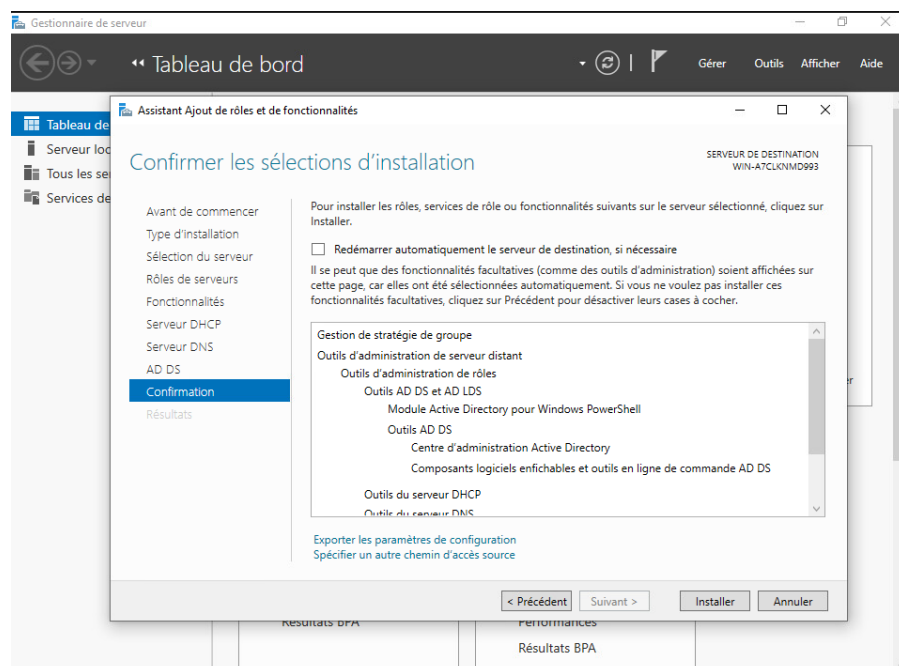 Gestionnaire de serveur
Tableau de bord
Gérer Outils Afficher Aide
Tableau de
Serveur loc
Tous les se
Services de
Assistant Ajout de rôles et de fonctionnalités
Confirmer les sélections d'installation
SERVEUR DE DESTINATION
WIN-A7CLKNMD993
Avant de commencer
Type d'installation
Sélection du serveur
Rôles de serveurs
Fonctionnalités
Serveur DHCP
Serveur DNS
AD DS
Confirmation
Résultats
Pour installer les rôles, services de rôle ou fonctionnalités suivants sur le serveur sélectionné, cliquez sur
Installer.
Redémarrer automatiquement le serveur de destination, si nécessaire
Il se peut que des fonctionnalités facultatives (comme des outils d'administration) soient affichées sur
cette page, car elles ont été sélectionnées automatiquement. Si vous ne voulez pas installer ces
fonctionnalités facultatives, cliquez sur Précédent pour désactiver leurs cases à cocher.
Gestion de stratégie de groupe
Outils d'administration de serveur distant
Outils d'administration de rôles
Outils AD DS et AD LDS
Module Active Directory pour Windows PowerShell
Outils AD DS
Centre d'administration Active Directory
Composants logiciels enfichables et outils en ligne de commande AD DS
Outils du serveur DHCP
Outils du serveur DNS
Exporter les paramètres de configuration
Spécifier un autre chemin d'accès source
< Précédent Suivant > Installer Annuler
Résultats BPA
Performances
Résultats BPA